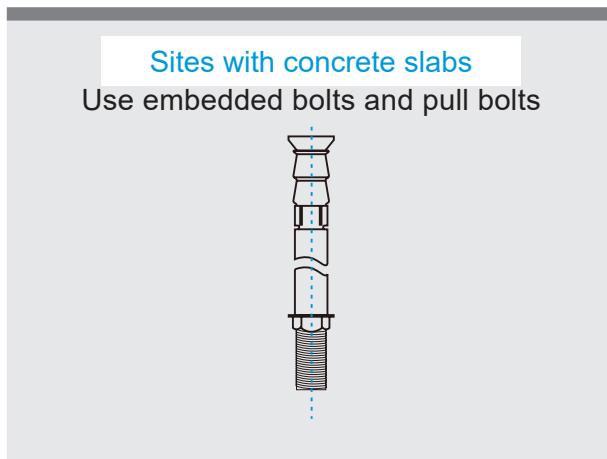 Sites with concrete slabs
Use embedded bolts and pull bolts